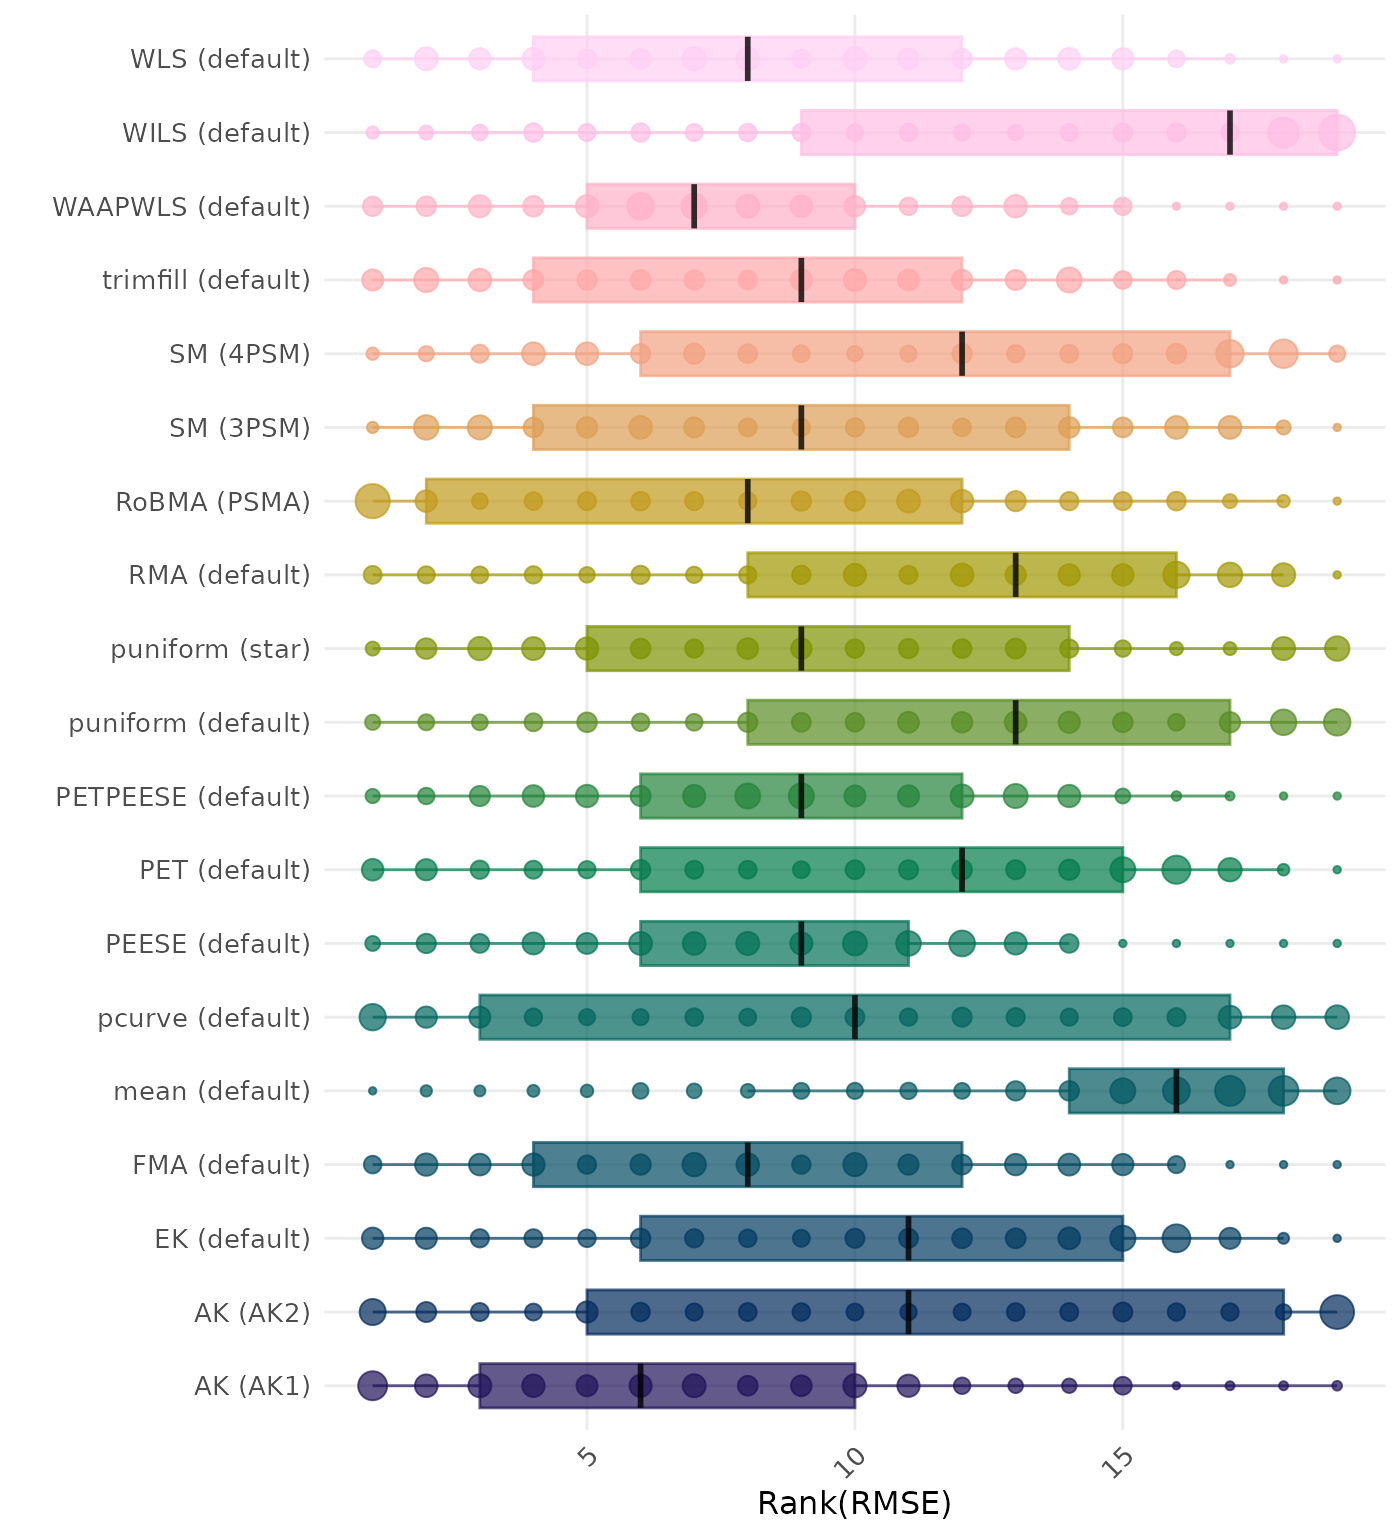 WLS (default)
WILS (default)
WAAPWLS (default)
trimfill (default)
SM (4PSM)
SM (3PSM)
RoBMA (PSMA)
RMA (default)
puniform (star)
puniform (default)
PETPEESE (default)
PET (default)
PEESE (default)
pcurve (default)
mean (default)
FMA (default)
EK (default)
AK (AK2)
AK (AK1)
5 10 15
Rank(RMSE)